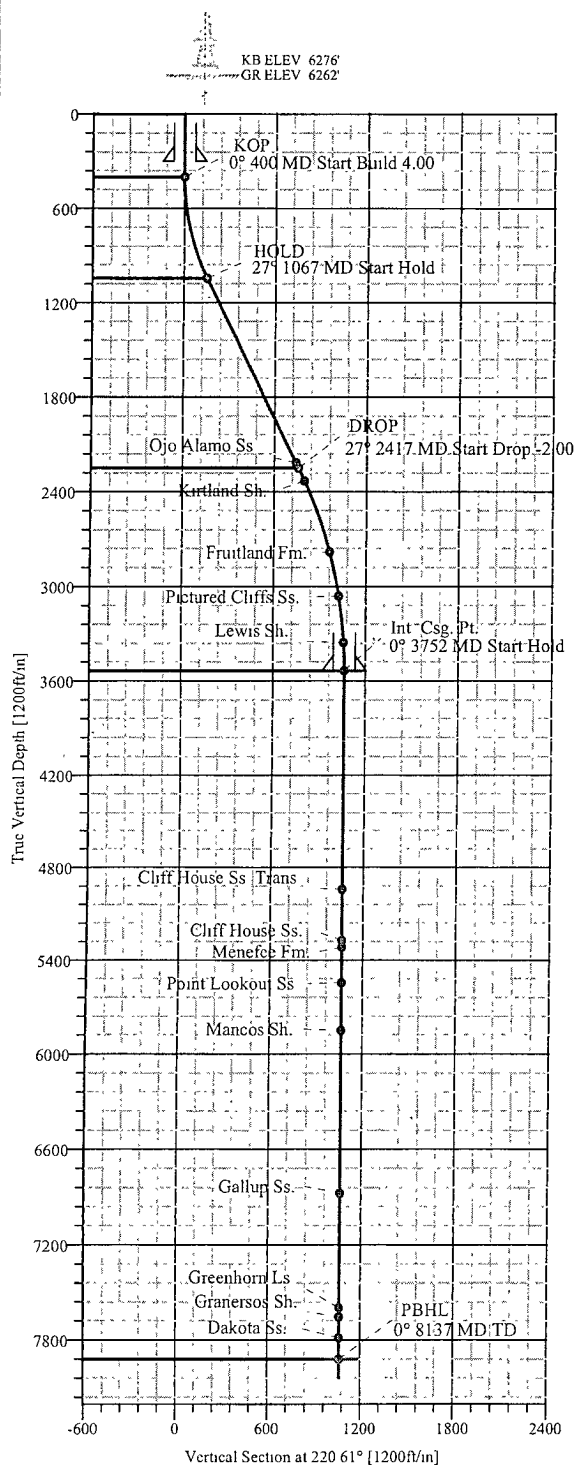 KB ELEV 6276'
GR ELEV 6262'
0
KOP
0° 400 MD Start Build 4.00
600
HOLD
27° 1067 MD Start Hold
1200
1800
DROP
Ojo Alamo Ss
27° 2417 MD Start Drop -2.00
2400
Kirtland Sh.
Fruitland Fm.
3000
Pictured Cliffs Ss.
Lewis Sh.
Int Csg. Pt.
0° 3752 MD Start Hold
3600
4200
True Vertical Depth [1200ft/in]
4800
Cliff House Ss Trans
Cliff House Ss.
Menefee Fm.
5400
Point Lookout Ss
Mancos Sh.
6000
6600
Gallup Ss.
7200
Greenhorn Ls
Granersos Sh.
Dakota Ss.
PBHL
0° 8137 MD TD
7800
-600 0 600 1200 1800 2400
Vertical Section at 220 61° [1200ft/in]